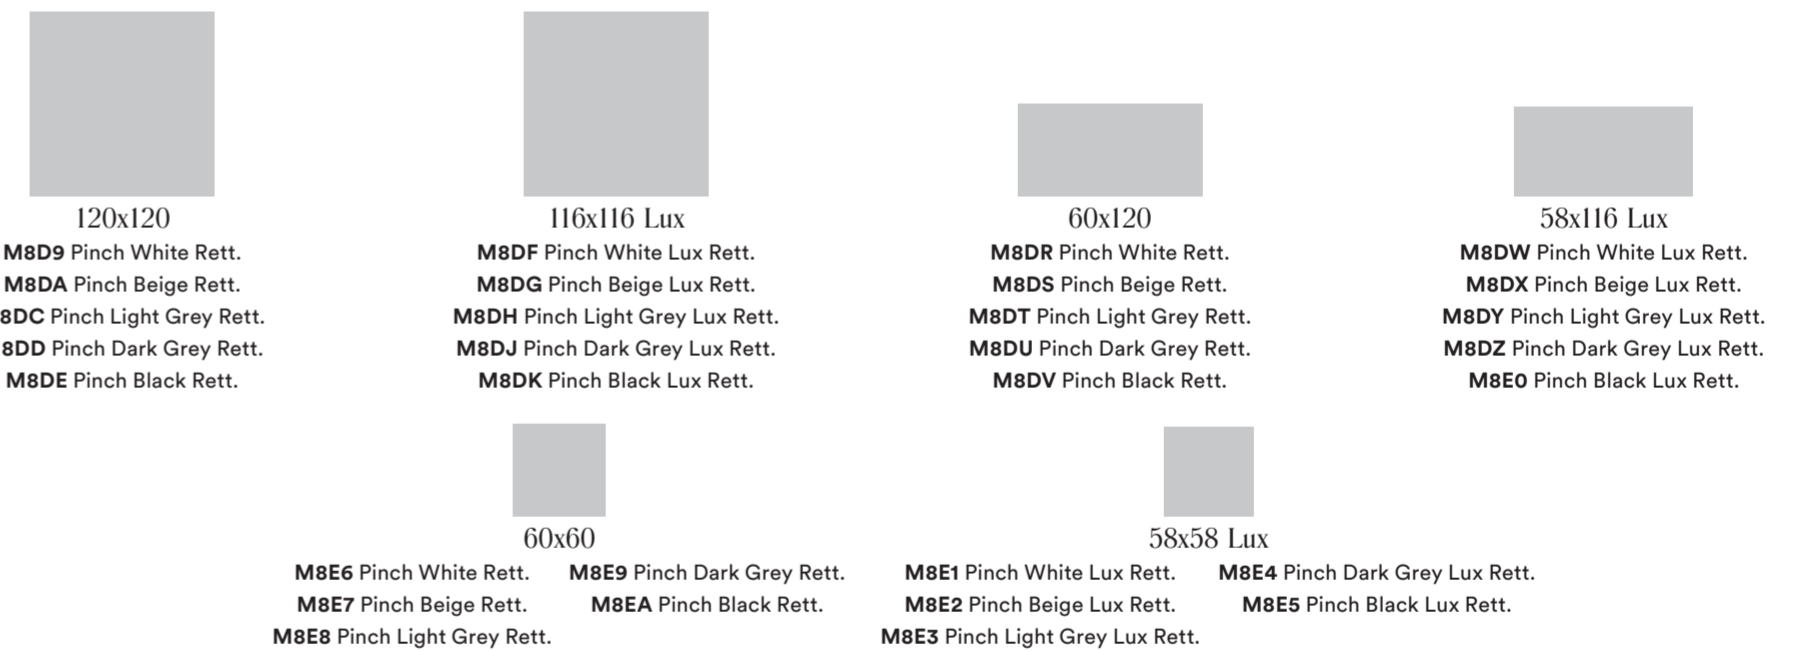 120x120
M8D9 Pinch White Rett.
M8DA Pinch Beige Rett.
8DC Pinch Light Grey Rett.
8DD Pinch Dark Grey Rett.
M8DE Pinch Black Rett.
116x116 Lux
M8DF Pinch White Lux Rett.
M8DG Pinch Beige Lux Rett.
M8DH Pinch Light Grey Lux Rett.
M8DJ Pinch Dark Grey Lux Rett.
M8DK Pinch Black Lux Rett.
60x120
M8DR Pinch White Rett.
M8DS Pinch Beige Rett.
M8DT Pinch Light Grey Rett.
M8DU Pinch Dark Grey Rett.
M8DV Pinch Black Rett.
58x116 Lux
M8DW Pinch White Lux Rett.
M8DX Pinch Beige Lux Rett.
M8DY Pinch Light Grey Lux Rett.
M8DZ Pinch Dark Grey Lux Rett.
M8E0 Pinch Black Lux Rett.
60x60
M8E6 Pinch White Rett.
M8E7 Pinch Beige Rett.
M8E8 Pinch Light Grey Rett.
M8E9 Pinch Dark Grey Rett.
M8EA Pinch Black Rett.
58x58 Lux
M8E1 Pinch White Lux Rett.
M8E2 Pinch Beige Lux Rett.
M8E3 Pinch Light Grey Lux Rett.
M8E4 Pinch Dark Grey Lux Rett.
M8E5 Pinch Black Lux Rett.